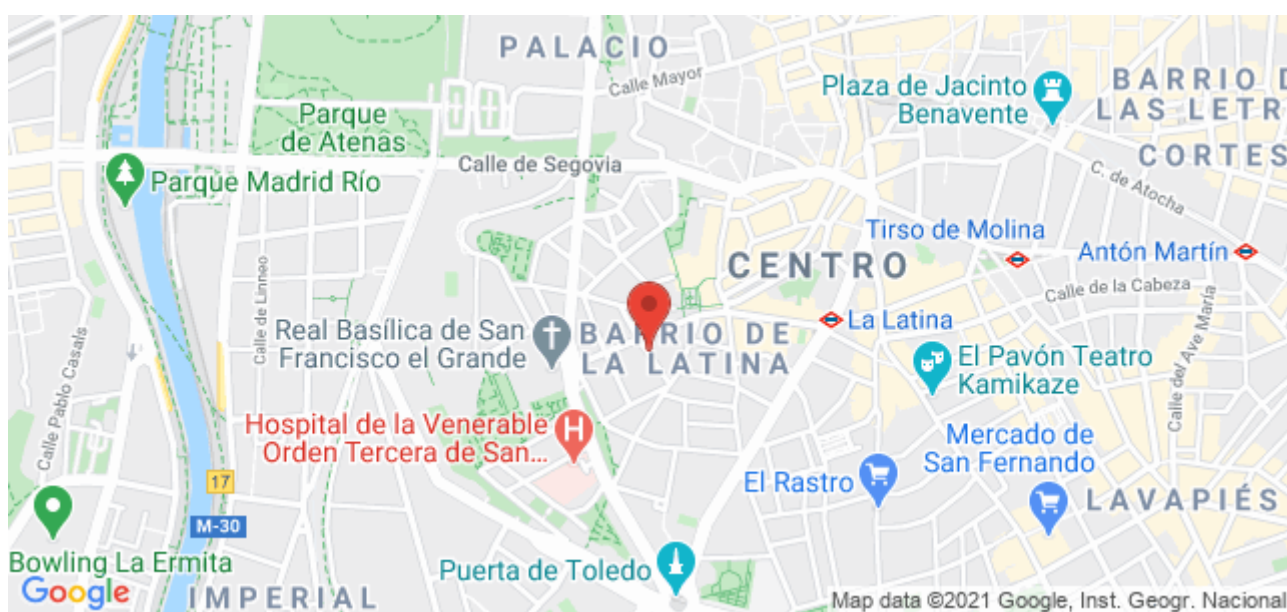 PALACIO
Calle Mayor
Plaza de Jacinto
Benavente
BARRIO D
LAS LETR
CORTES
Parque
de Atenas
Calle de Segovia
Parque Madrid Río
C. de Atocha
Tirso de Molina
Antón Martín
CENTRO
Calle de la Cabeza
Calle de Linneo
Real Basílica de San
Francisco el Grande
BARRIO DE
LA LATINA
La Latina
El Pavón Teatro
Kamikaze
Calle del Ave María
Calle Pablo Casals
Hospital de la Venerable
Orden Tercera de San...
Mercado de
San Fernando
El Rastro
LAVAPIÉS
17
M-30
Bowling La Ermita
Puerta de Toledo
Google
IMPERIAL
Map data ©2021 Google, Inst. Geogr. Nacional